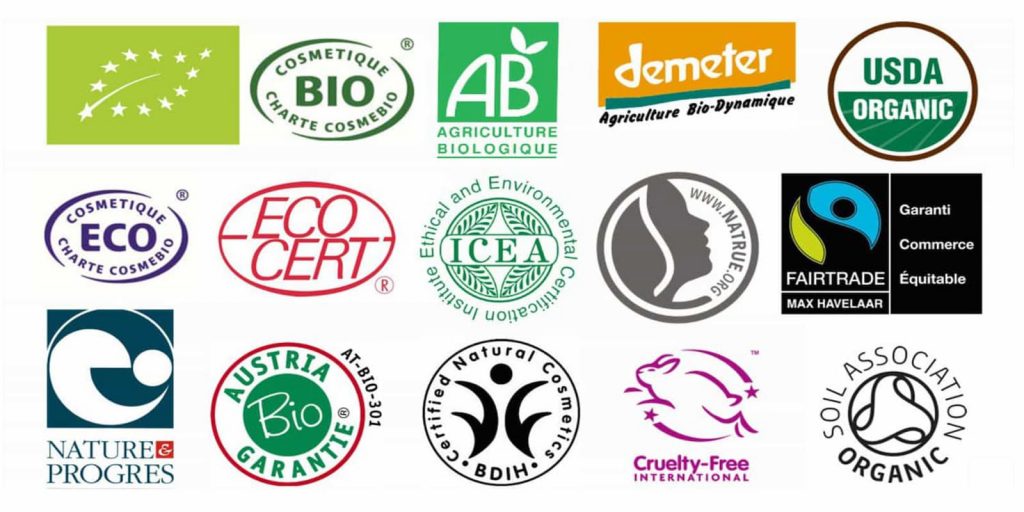 COSMETIQUE
BIO
CHARTE COSMEBIO
®
AB
AGRICULTURE
BIOLOGIQUE
demeter
Agriculture Bio-Dynamique
USDA
ORGANIC
COSMETIQUE
ECO
CHARTE COSMEBIO
®
ECO
CERT
®
Ethical and Environmental Certification Institute
ICEA
WWW.NATRUE.ORG
FAIRTRADE
MAX HAVELAAR
Garanti
Commerce
Équitable
NATURE &
PROGRES
AUSTRIA
Bio
®
GARANTIE
AT-BIO-301
Certified Natural Cosmetics
• BDIH •
TM
Cruelty-Free
INTERNATIONAL
SOIL ASSOCIATION
ORGANIC